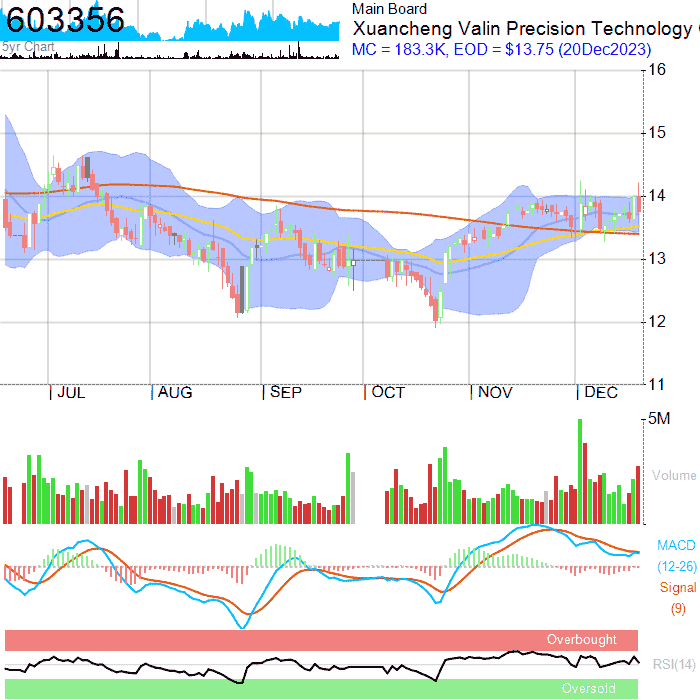 603356
5yr Chart
Main Board
Xuancheng Valin Precision Technology
MC = 183.3K, EOD = $13.75 (20Dec2023)
16
15
14
13
12
11
JUL
AUG
SEP
OCT
NOV
DEC
5M
Volume
MACD
(12-26)
Signal
(9)
Overbought
RSI(14)
Oversold